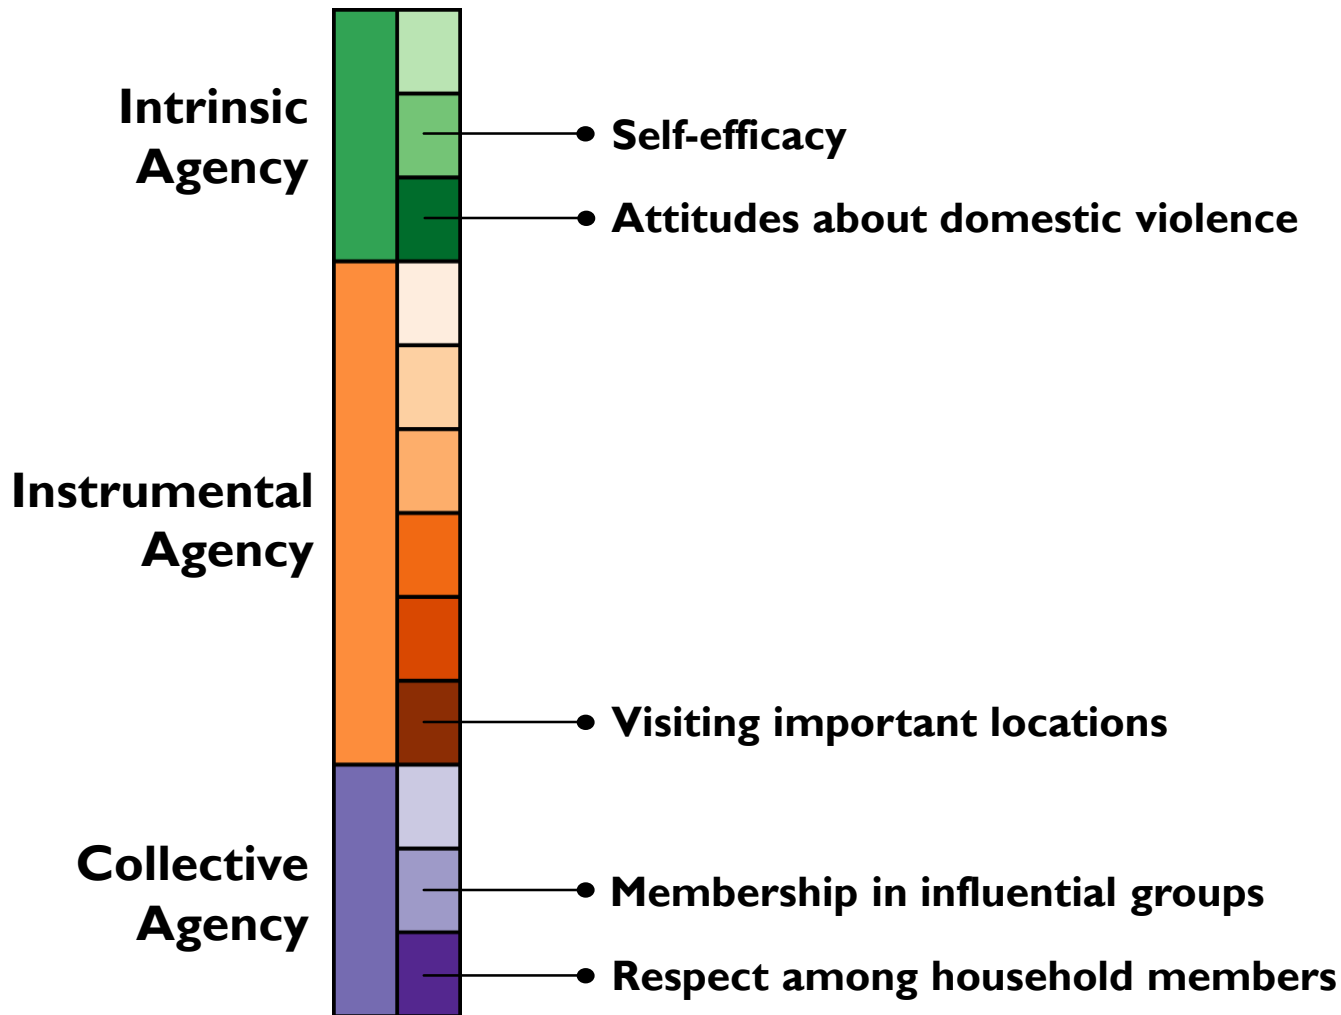 Intrinsic
Agency
Self-efficacy
Attitudes about domestic violence
Instrumental
Agency
Visiting important locations
Collective
Agency
Membership in influential groups
Respect among household members